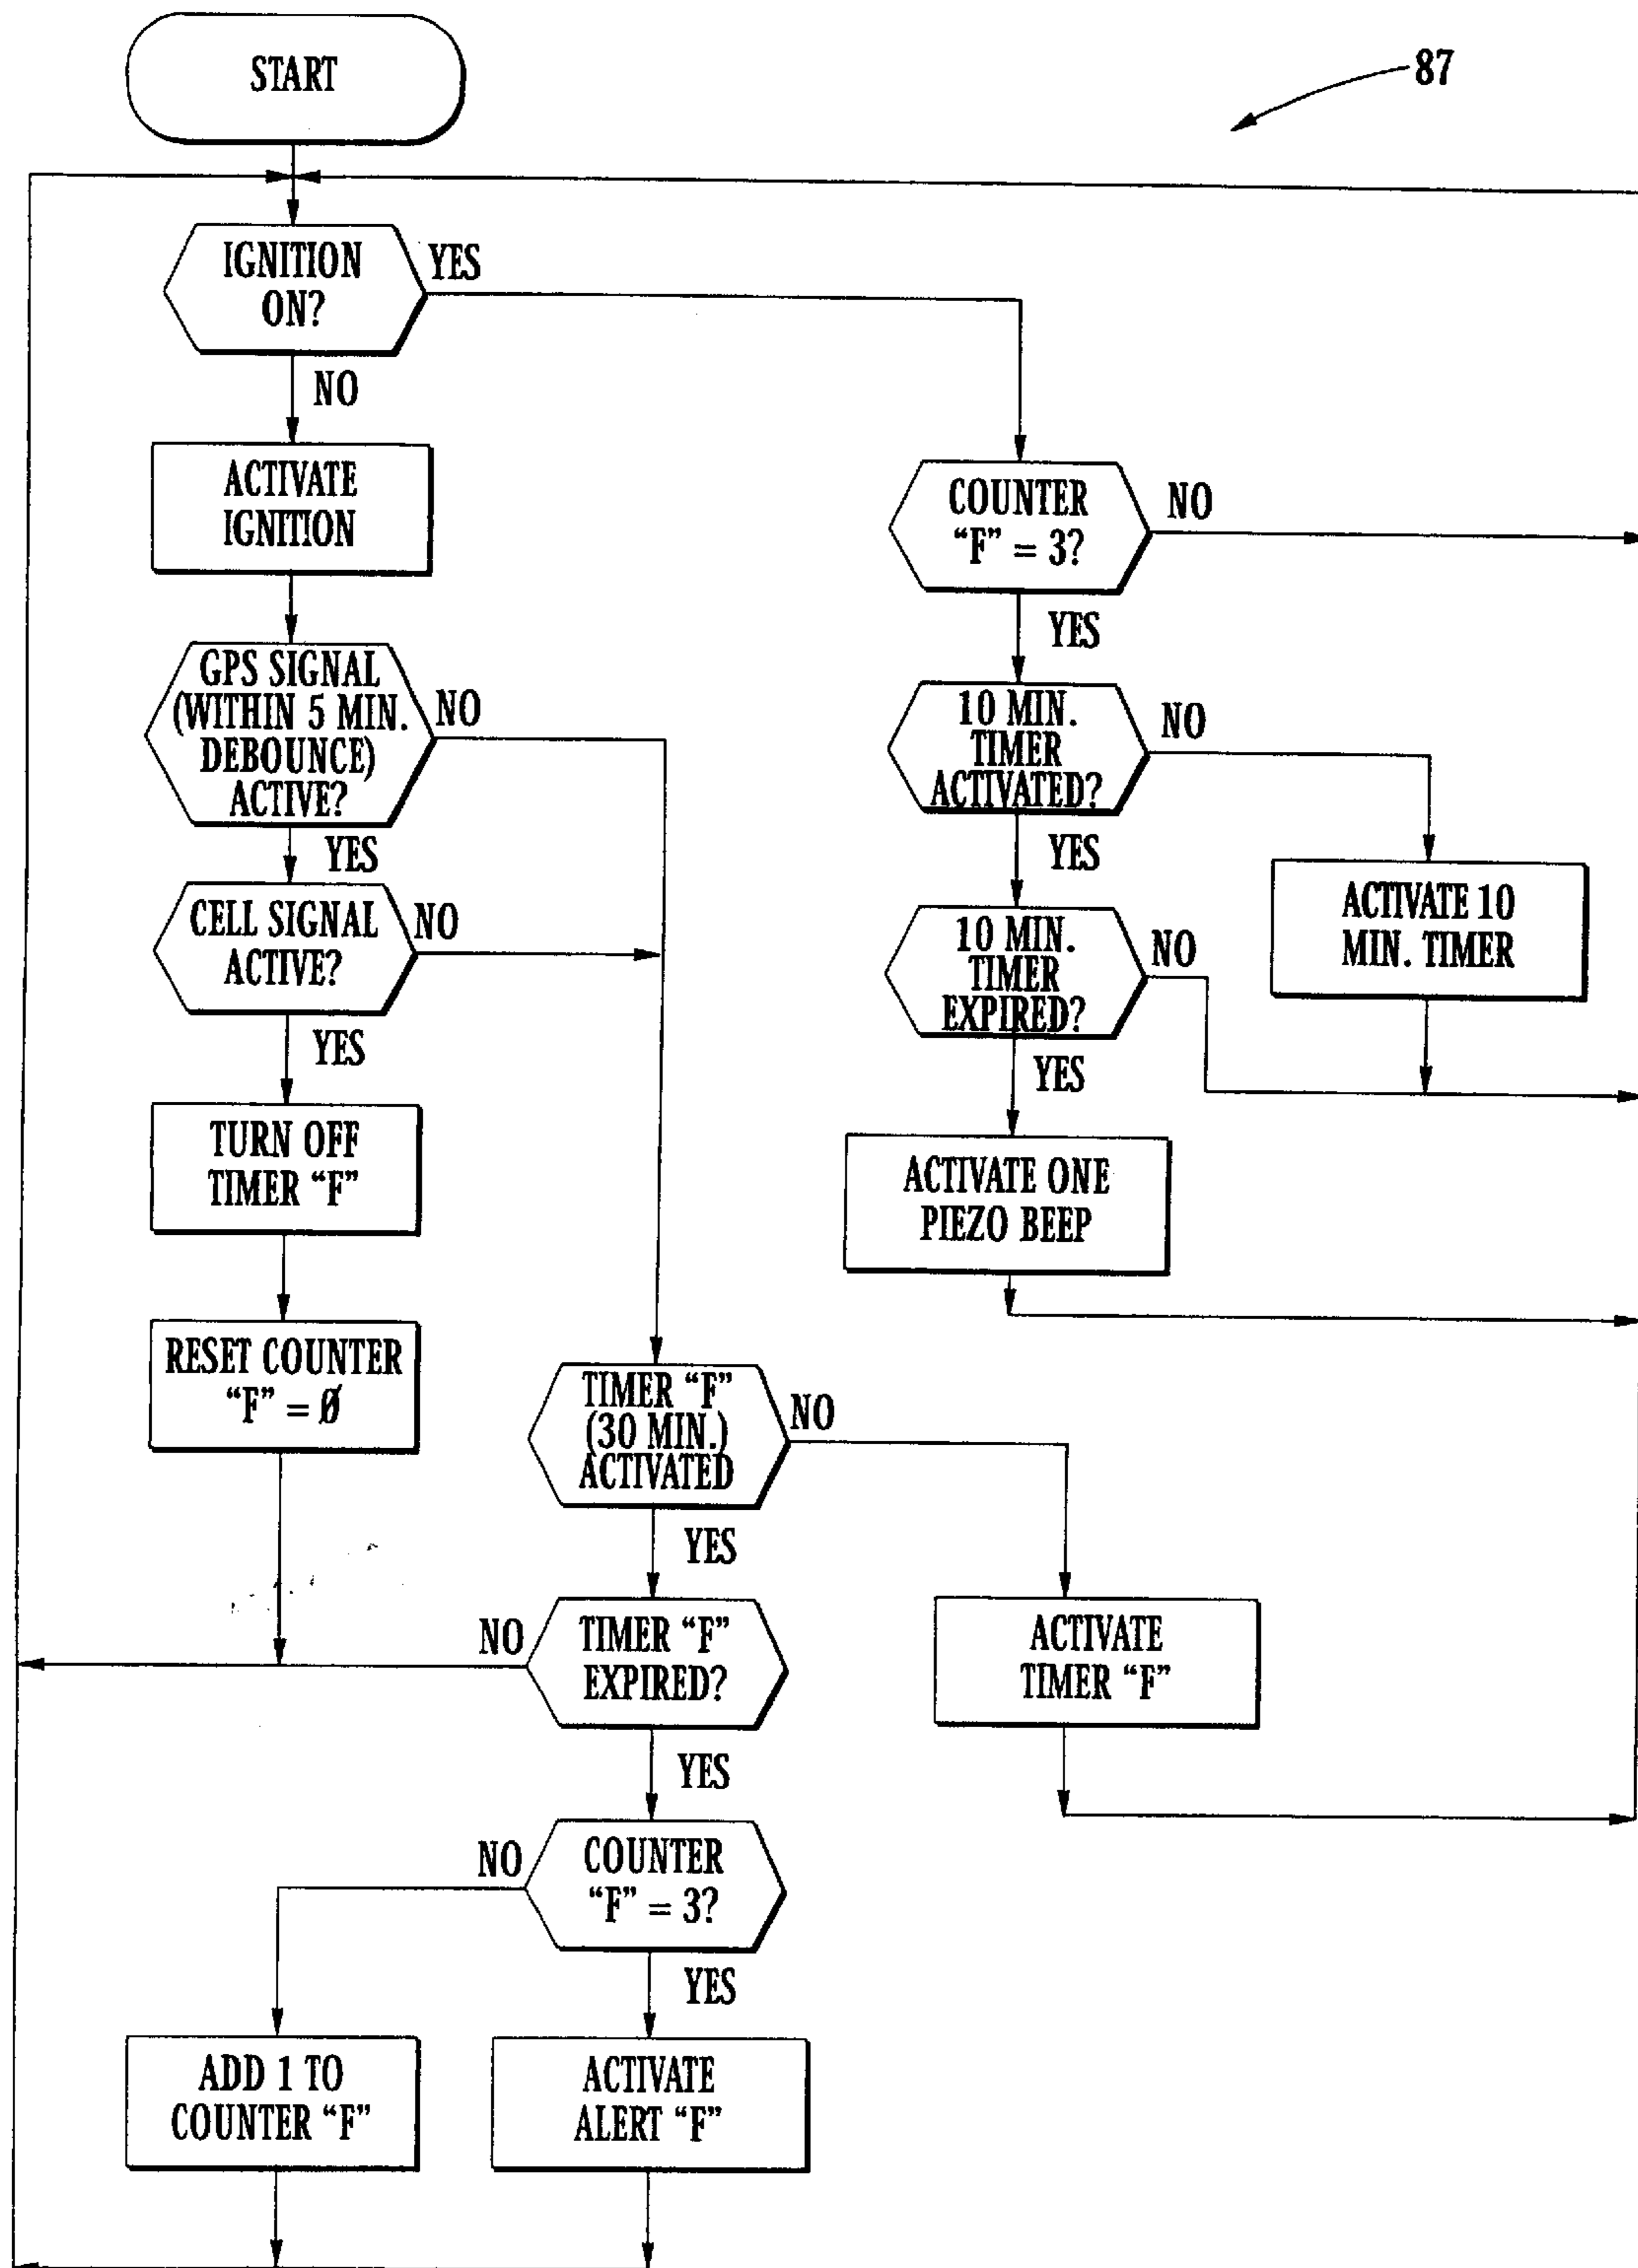 START
87
IGNITION
ON?
YES
NO
ACTIVATE
IGNITION
COUNTER
“F” = 3?
NO
YES
GPS SIGNAL
(WITHIN 5 MIN.
DEBOUNCE)
ACTIVE?
NO
YES
10 MIN.
TIMER
ACTIVATED?
NO
YES
CELL SIGNAL
ACTIVE?
NO
YES
ACTIVATE 10
MIN. TIMER
10 MIN.
TIMER
EXPIRED?
NO
YES
TURN OFF
TIMER “F”
ACTIVATE ONE
PIEZO BEEP
RESET COUNTER
“F” = Ø
TIMER “F”
(30 MIN.)
ACTIVATED
NO
YES
TIMER “F”
EXPIRED?
NO
YES
ACTIVATE
TIMER “F”
COUNTER
“F” = 3?
NO
YES
ADD 1 TO
COUNTER “F”
ACTIVATE
ALERT “F”